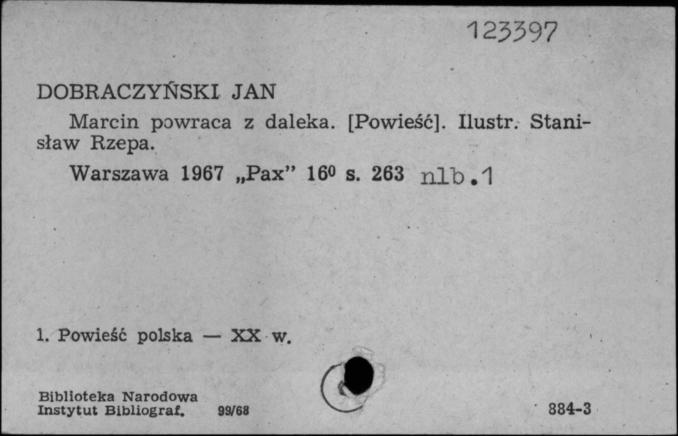 123397
DOBRACZYŃSKI JAN
Marcin powraca z daleka. [Powieść]. Ilustr. Stani-
sław Rzepa.
Warszawa 1967 „Pax” 16⁰ s. 263 nlb.1
1. Powieść polska — XX w.
Biblioteka Narodowa
Instytut Bibliograf. 99/68 884-3